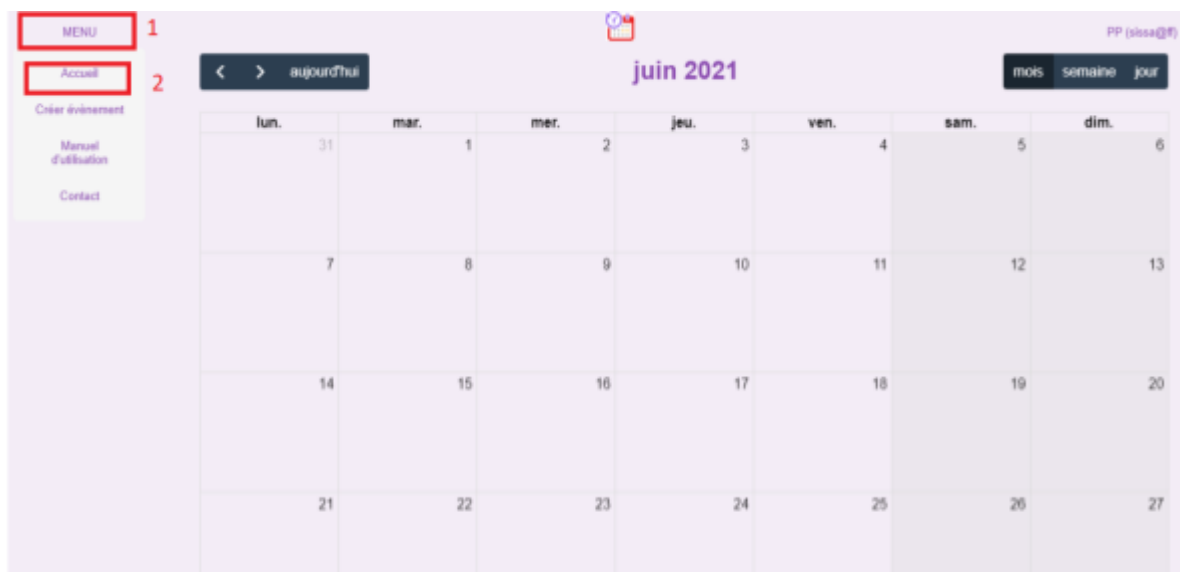 MENU 1
PP (sissa@ff)
Accueil 2
Créer évènement
Manuel
d'utilisation
Contact
< > aujourd'hui
juin 2021
mois semaine jour
lun. mar. mer. jeu. ven. sam. dim.
31 1 2 3 4 5 6
7 8 9 10 11 12 13
14 15 16 17 18 19 20
21 22 23 24 25 26 27